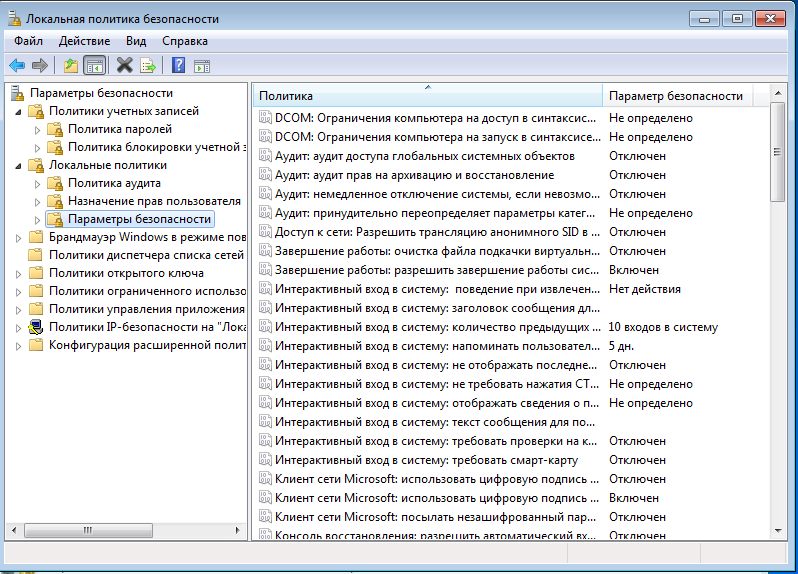 Локальная политика безопасности
Файл Действие Вид Справка
Параметры безопасности
Политики учетных записей
Политика паролей
Политика блокировки учетной з
Локальные политики
Политика аудита
Назначение прав пользователя
Параметры безопасности
Брандмауэр Windows в режиме пов
Политики диспетчера списка сетей
Политики открытого ключа
Политики ограниченного использо
Политики управления приложения
Политики IP-безопасности на "Лока
Конфигурация расширенной полит
Политика Параметр безопасности
DCOM: Ограничения компьютера на доступ в синтаксис... Не определено
DCOM: Ограничения компьютера на запуск в синтаксисе... Не определено
Аудит: аудит доступа глобальных системных объектов Отключен
Аудит: аудит прав на архивацию и восстановление Отключен
Аудит: немедленное отключение системы, если невозмо... Отключен
Аудит: принудительно переопределяет параметры катег... Не определено
Доступ к сети: Разрешить трансляцию анонимного SID в ... Отключен
Завершение работы: очистка файла подкачки виртуальн... Отключен
Завершение работы: разрешить завершение работы сис... Включен
Интерактивный вход в систему: поведение при извлечен... Нет действия
Интерактивный вход в систему: заголовок сообщения дл...
Интерактивный вход в систему: количество предыдущих ... 10 входов в систему
Интерактивный вход в систему: напоминать пользовател... 5 дн.
Интерактивный вход в систему: не отображать последне... Отключен
Интерактивный вход в систему: не требовать нажатия CT... Не определено
Интерактивный вход в систему: отображать сведения о п... Не определено
Интерактивный вход в систему: текст сообщения для по...
Интерактивный вход в систему: требовать проверки на к... Отключен
Интерактивный вход в систему: требовать смарт-карту Отключен
Клиент сети Microsoft: использовать цифровую подпись ... Отключен
Клиент сети Microsoft: использовать цифровую подпись ... Включен
Клиент сети Microsoft: посылать незашифрованный пар... Отключен
Консоль восстановления: разрешить автоматический вх... Отключен